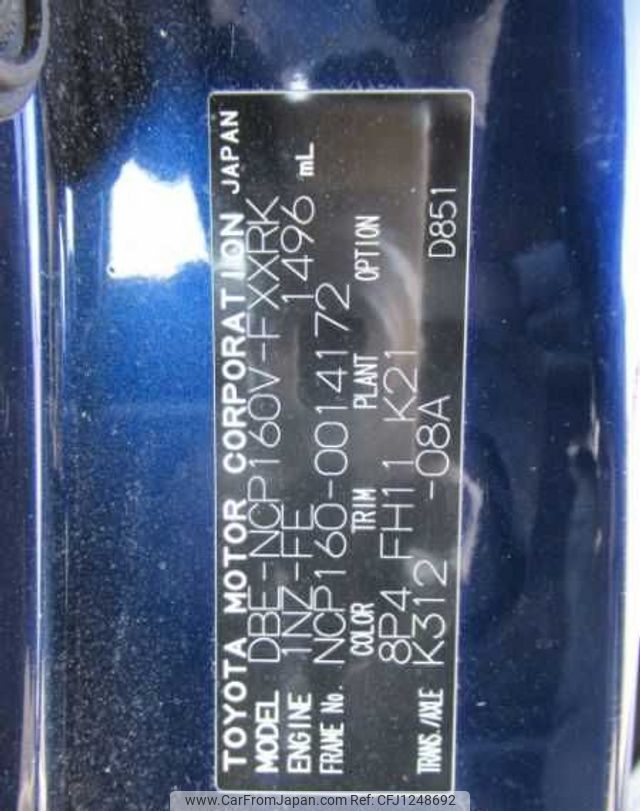 TOYOTA MOTOR CORPORATION JAPAN
MODEL DBE-NCP160V-FXXRK
ENGINE 1NZ-FE 1496 mL
FRAME No. NCP160-0014172
COLOR TRIM PLANT OPTION
8P4 FH11 K21
TRANS./AXLE K312 -08A D851
www.CarFromJapan.com - CFJ1248692